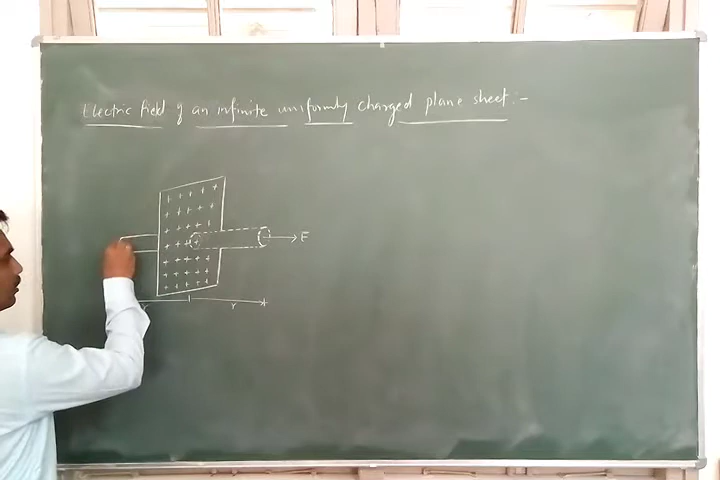 Electric field of an infinite uniformly charged plane sheet:-
E
r r